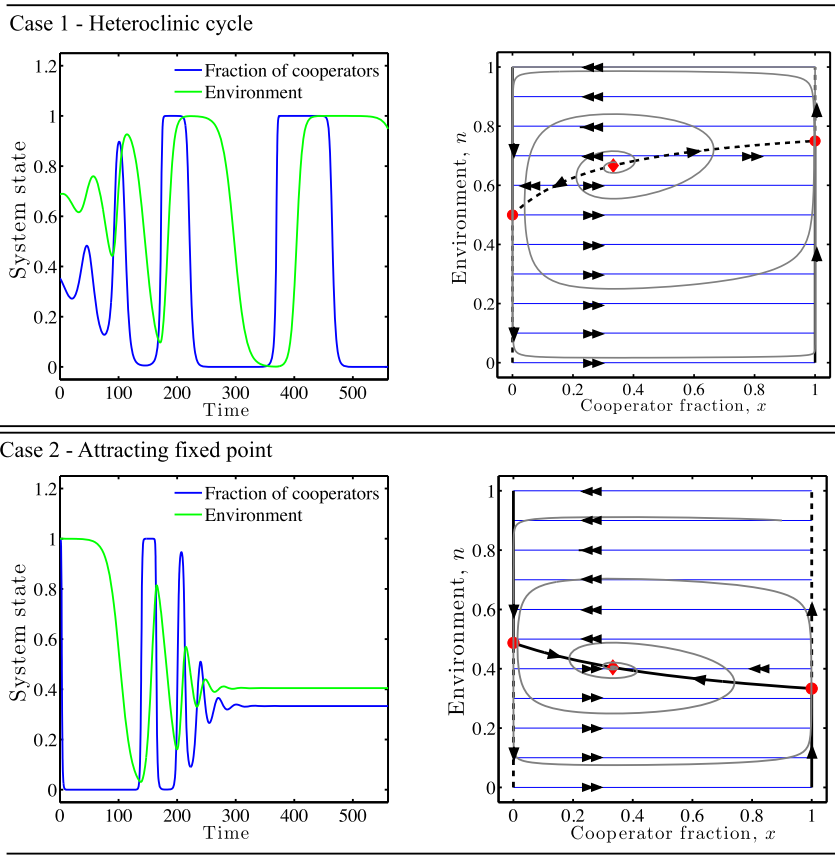 Case 1 - Heteroclinic cycle
System state
1.2
1
0.8
0.6
0.4
0.2
0
Fraction of cooperators
Environment
0 100 200 300 400 500
Time
Environment, n
1
0.8
0.6
0.4
0.2
0
0 0.2 0.4 0.6 0.8 1
Cooperator fraction, x
Case 2 - Attracting fixed point
System state
1.2
1
0.8
0.6
0.4
0.2
0
Fraction of cooperators
Environment
0 100 200 300 400 500
Time
Environment, n
1
0.8
0.6
0.4
0.2
0
0 0.2 0.4 0.6 0.8 1
Cooperator fraction, x